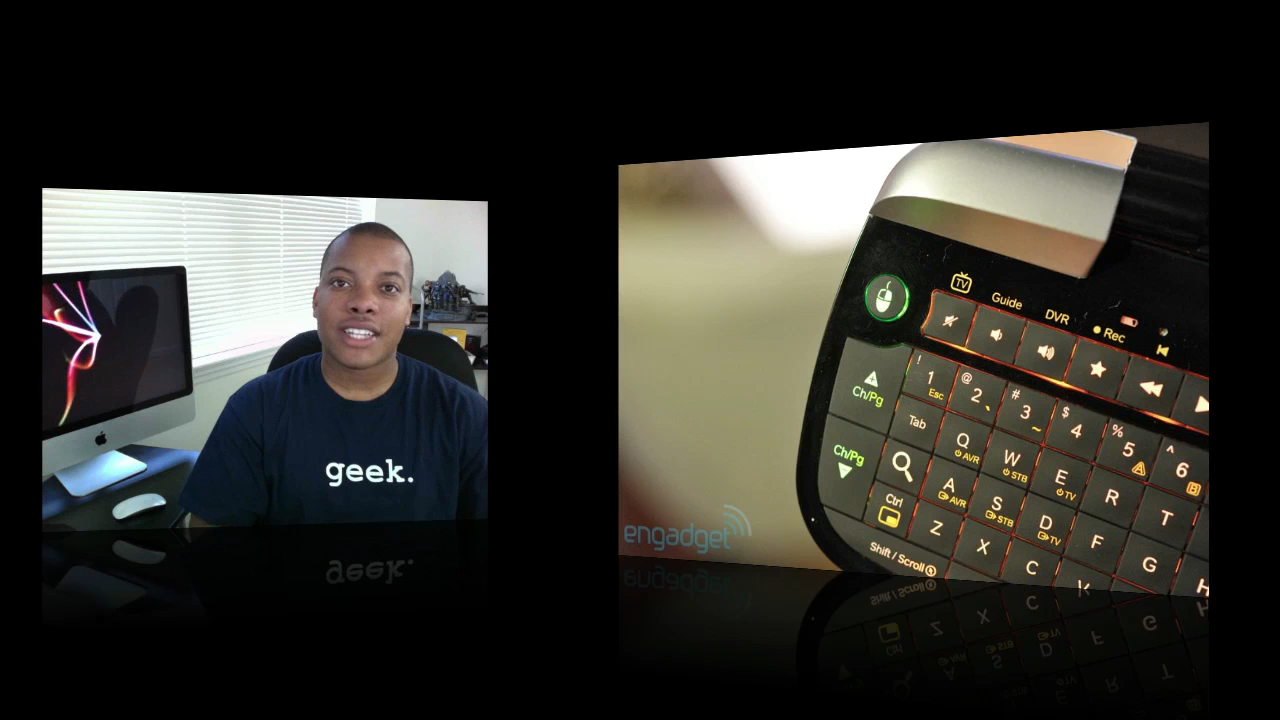 geek.
engadget
TV
Guide
DVR
Rec
Ch/Pg
Ch/Pg
! 1 Esc
@ 2 `
# 3 ~
$ 4
% 5 A
^ 6 B
Tab
Q AVR
W STB
E TV
R
T
A AVR
S STB
D TV
F
G
H
Ctrl
Z
X
C
V
Shift / Scroll